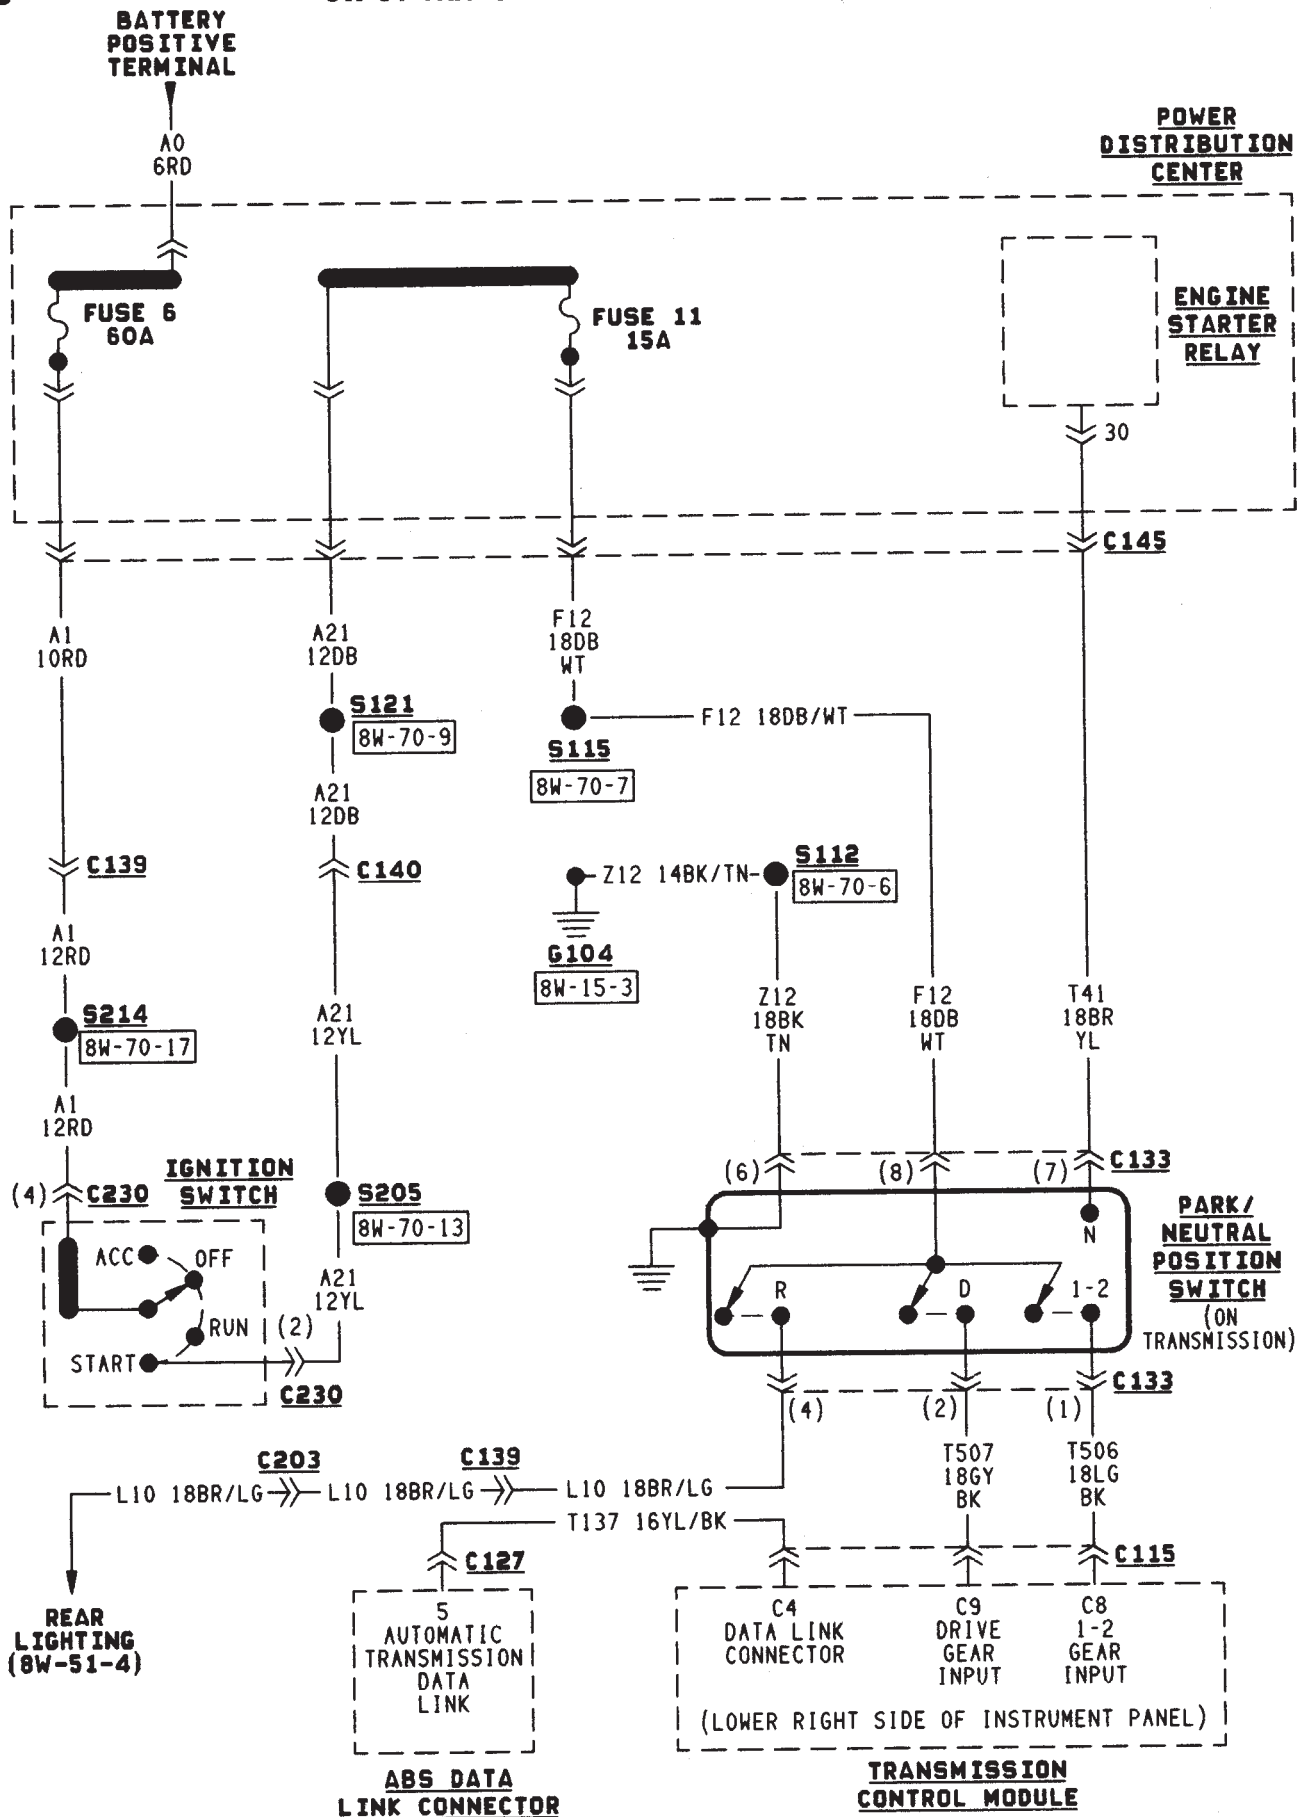 BATTERY
POSITIVE
TERMINAL
A0
6RD
POWER
DISTRIBUTION
CENTER
FUSE 6
60A
FUSE 11
15A
ENGINE
STARTER
RELAY
30
C145
A1
10RD
A21
12DB
F12
18DB
WT
S121
8W-70-9
F12 18DB/WT
S115
8W-70-7
A21
12DB
C139
C140
Z12 14BK/TN
S112
8W-70-6
G104
8W-15-3
A1
12RD
S214
8W-70-17
A21
12YL
Z12
18BK
TN
F12
18DB
WT
T41
18BR
YL
A1
12RD
(4)
C230
IGNITION
SWITCH
S205
8W-70-13
(6)
(8)
(7)
C133
PARK/
NEUTRAL
POSITION
SWITCH
(ON
TRANSMISSION)
N
ACC
OFF
RUN
START
A21
12YL
(2)
C230
R
D
1-2
C133
(4)
(2)
(1)
C203
C139
L10 18BR/LG
L10 18BR/LG
L10 18BR/LG
T507
18GY
BK
T506
18LG
BK
T137 16YL/BK
C127
C115
REAR
LIGHTING
(8W-51-4)
5
AUTOMATIC
TRANSMISSION
DATA
LINK
C4
DATA LINK
CONNECTOR
C9
DRIVE
GEAR
INPUT
C8
1-2
GEAR
INPUT
(LOWER RIGHT SIDE OF INSTRUMENT PANEL)
ABS DATA
LINK CONNECTOR
TRANSMISSION
CONTROL MODULE